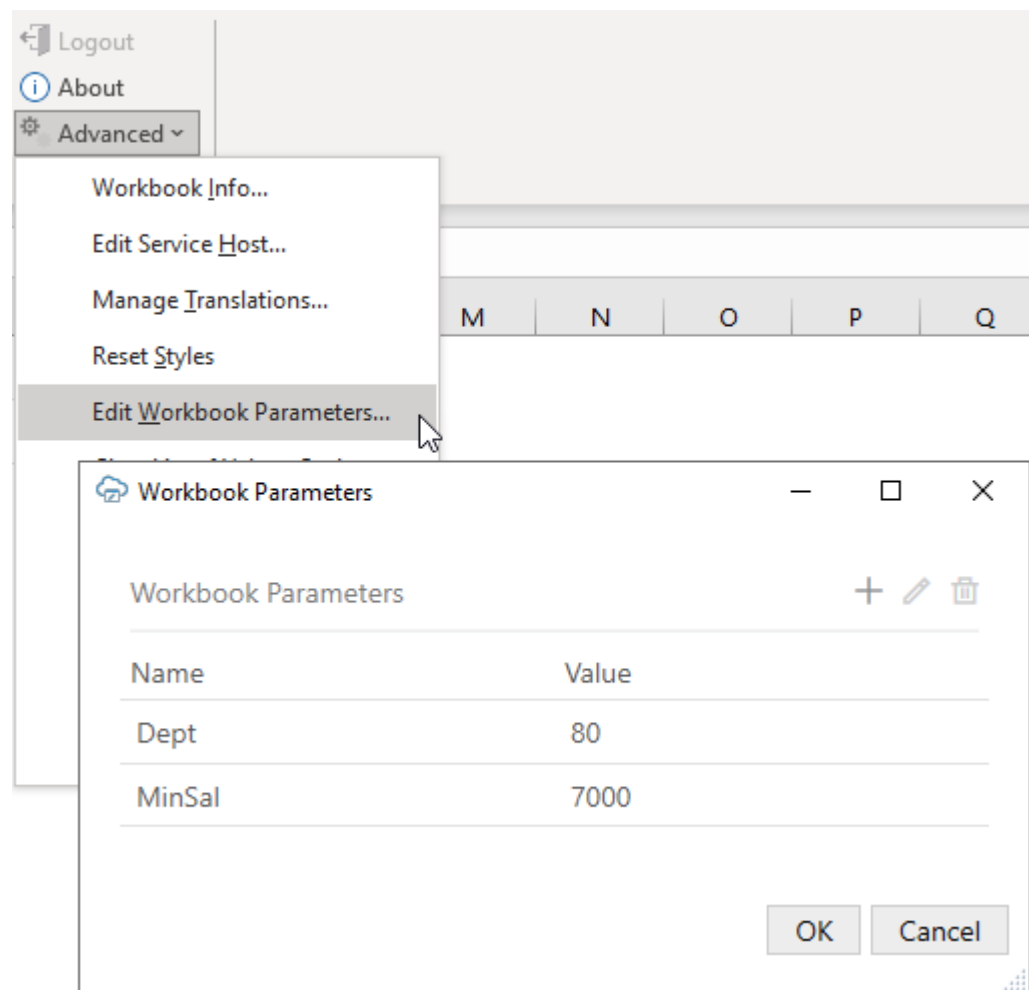 Logout
About
Advanced
Workbook Info...
Edit Service Host...
Manage Translations...
M N O P Q
Reset Styles
Edit Workbook Parameters...
Workbook Parameters
Workbook Parameters
Name Value
Dept 80
MinSal 7000
OK Cancel